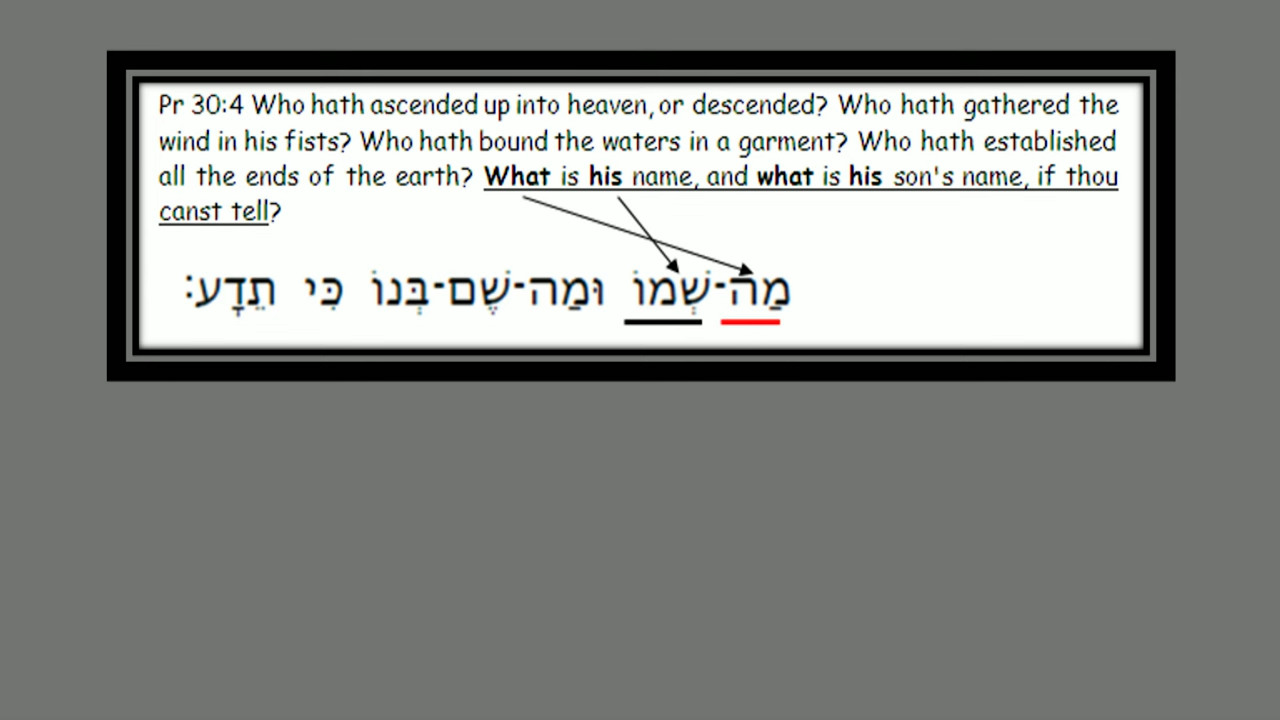 Pr 30:4 Who hath ascended up into heaven, or descended? Who hath gathered the
wind in his fists? Who hath bound the waters in a garment? Who hath established
all the ends of the earth? What is his name, and what is his son's name, if thou
canst tell?
מַה-שְּׁמוֹ וּמַה-שֶּׁם-בְּנוֹ כִּי תֵדָע׃